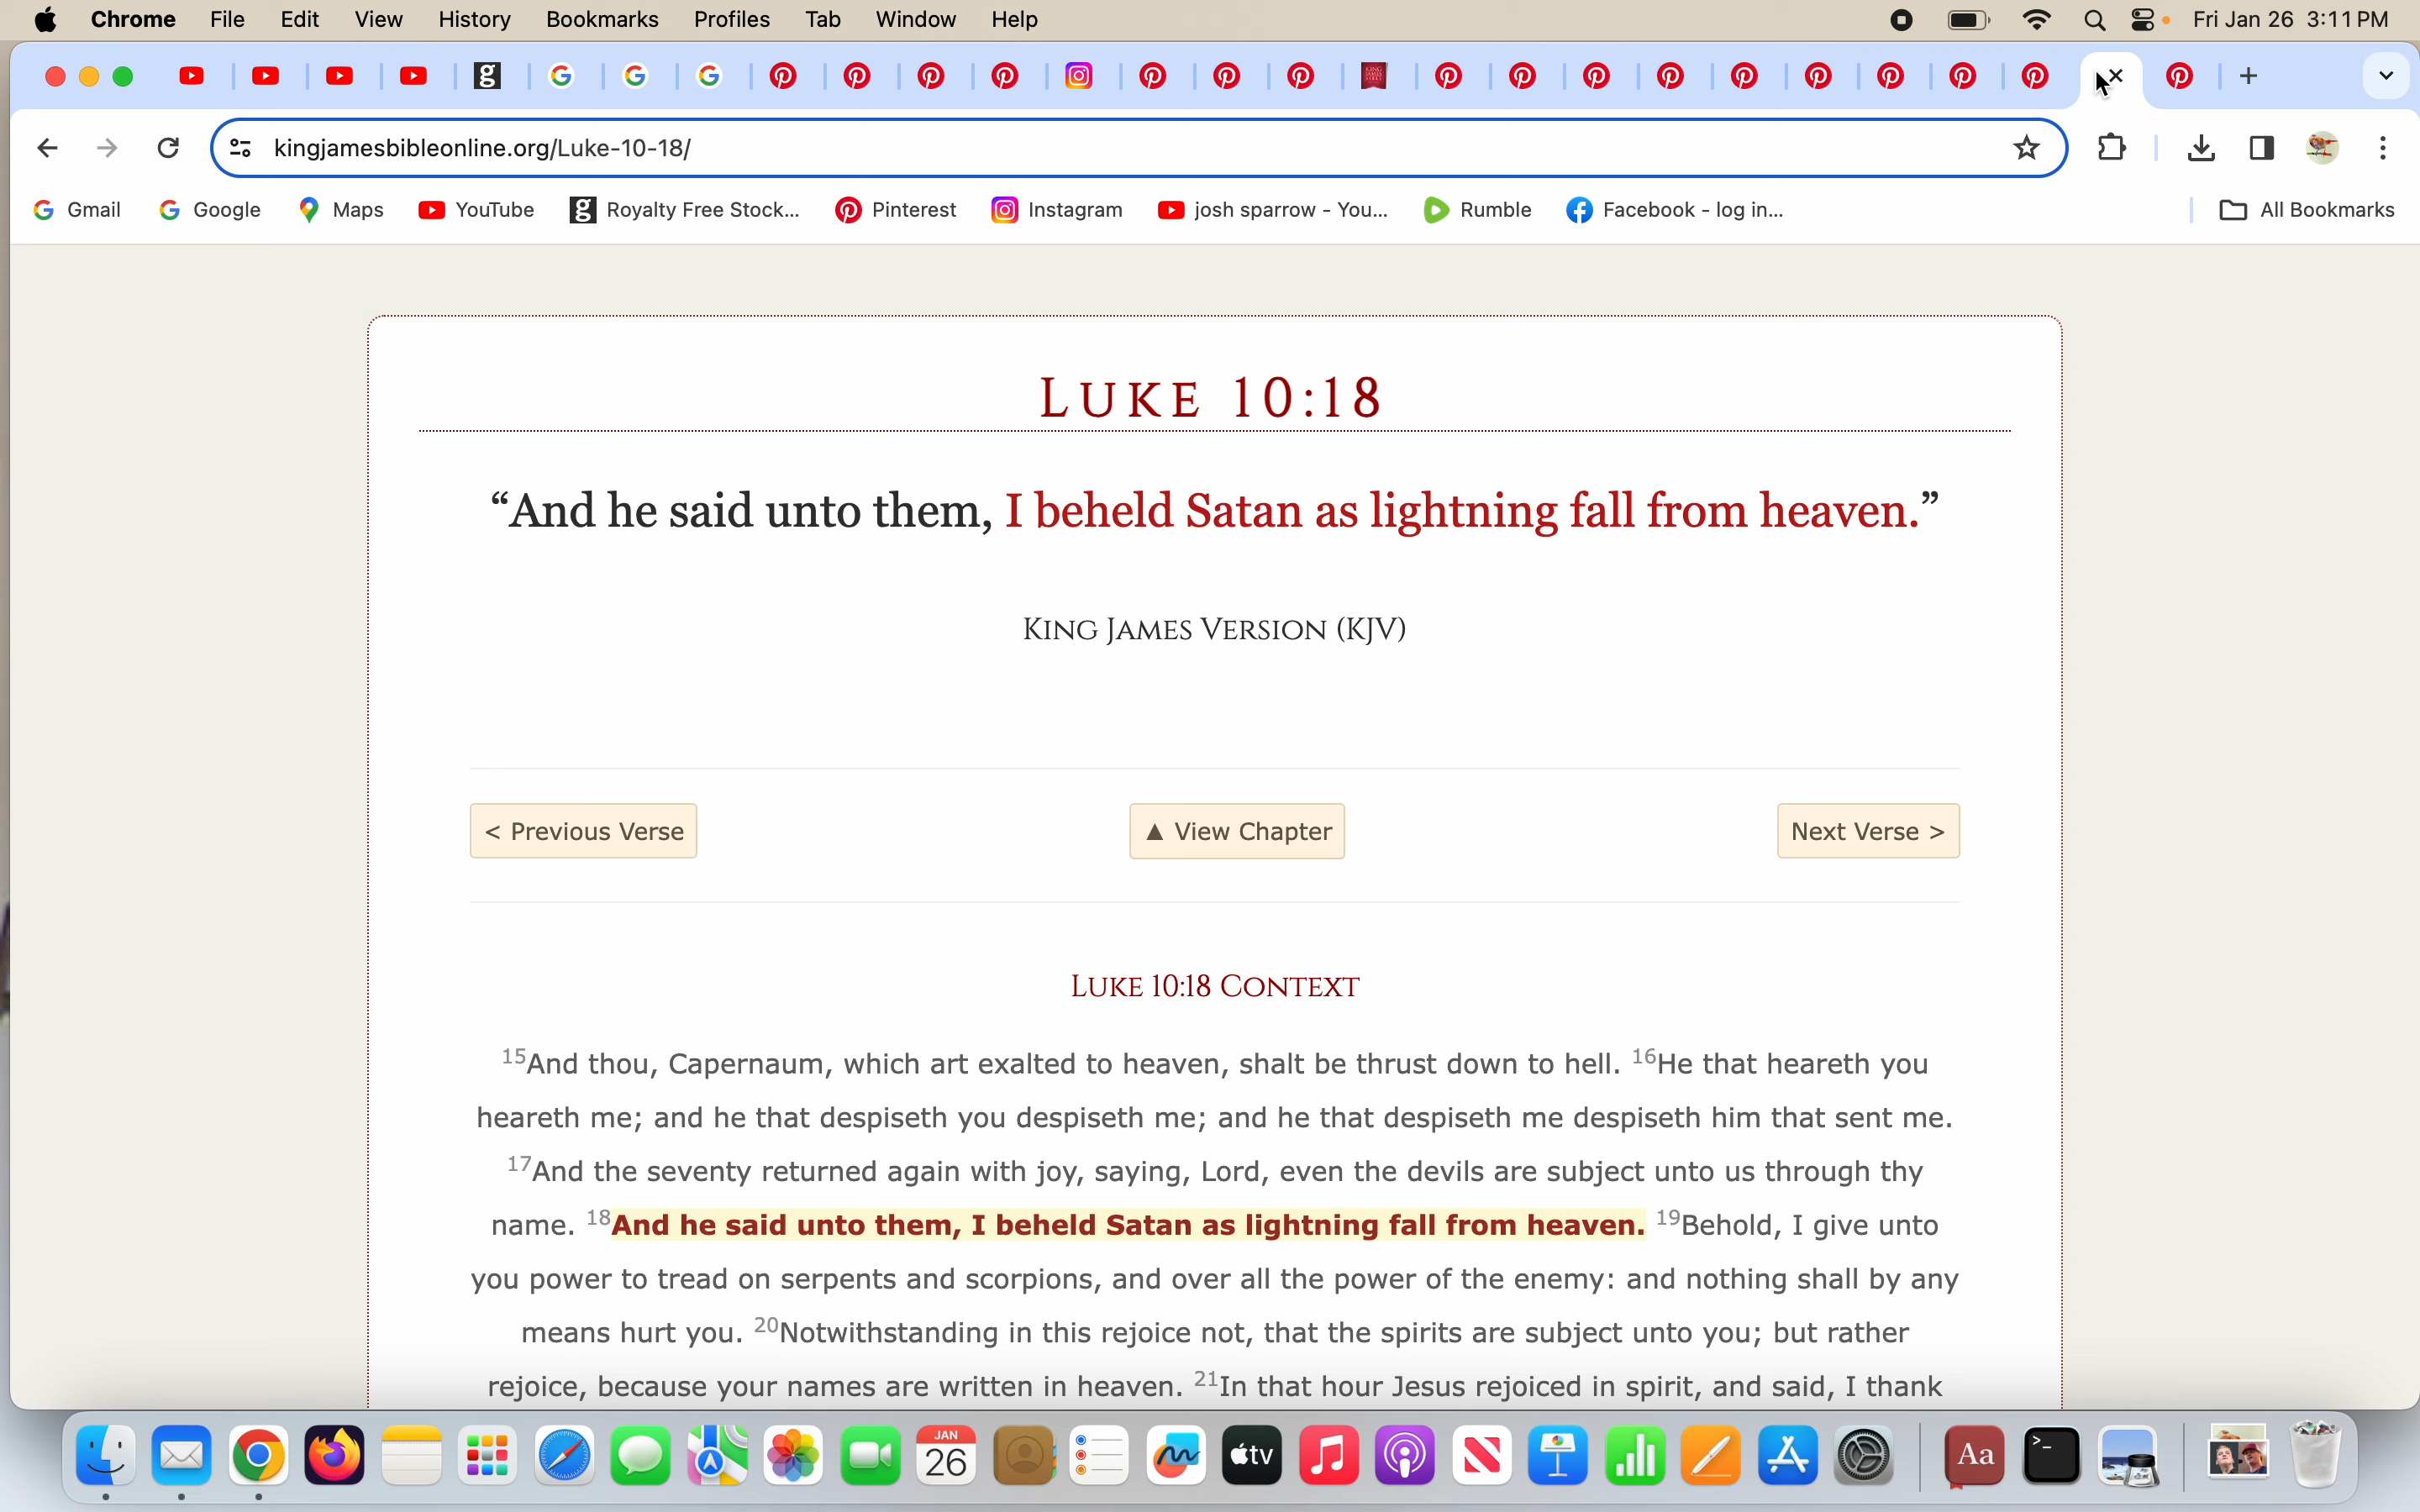 Chrome File Edit View History Bookmarks Profiles Tab Window Help Fri Jan 26 3:11 PM
kingjamesbibleonline.org/Luke-10-18/
Gmail Google Maps YouTube Royalty Free Stock... Pinterest Instagram josh sparrow - You... Rumble Facebook - log in... All Bookmarks
LUKE 10:18
“And he said unto them, I beheld Satan as lightning fall from heaven.”
KING JAMES VERSION (KJV)
< Previous Verse ▲ View Chapter Next Verse >
LUKE 10:18 CONTEXT
15And thou, Capernaum, which art exalted to heaven, shalt be thrust down to hell. 16He that heareth you
heareth me; and he that despiseth you despiseth me; and he that despiseth me despiseth him that sent me.
17And the seventy returned again with joy, saying, Lord, even the devils are subject unto us through thy
name. 18And he said unto them, I beheld Satan as lightning fall from heaven. 19Behold, I give unto
you power to tread on serpents and scorpions, and over all the power of the enemy: and nothing shall by any
means hurt you. 20Notwithstanding in this rejoice not, that the spirits are subject unto you; but rather
rejoice, because your names are written in heaven. 21In that hour Jesus rejoiced in spirit, and said, I thank
JAN
26
tv
Aa